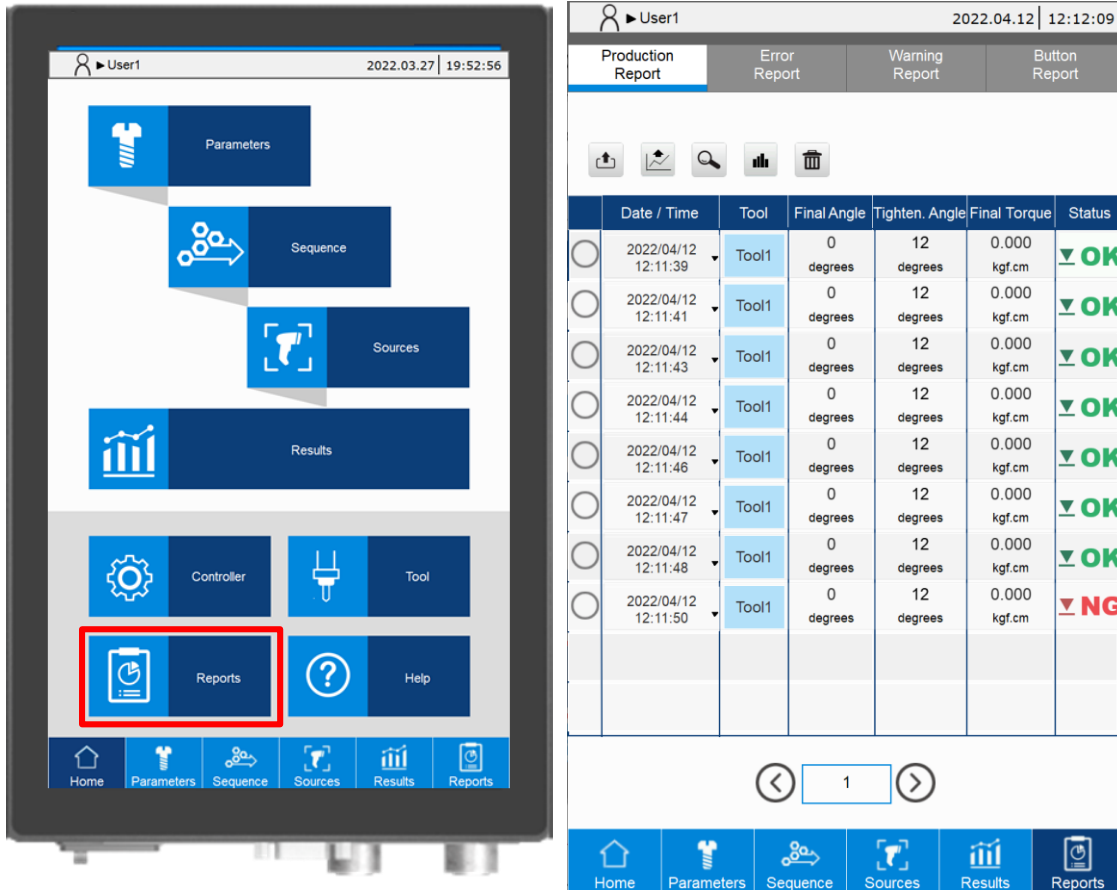 ►User1 2022.03.27 19:52:56
Parameters
Sequence
Sources
Results
Controller Tool
Reports Help
Home Parameters Sequence Sources Results Reports
►User1 2022.04.12 12:12:09
Production Report Error Report Warning Report Button Report
Date / Time Tool Final Angle Tighten. Angle Final Torque Status
2022/04/12 12:11:39 Tool1 0 degrees 12 degrees 0.000 kgf.cm OK
2022/04/12 12:11:41 Tool1 0 degrees 12 degrees 0.000 kgf.cm OK
2022/04/12 12:11:43 Tool1 0 degrees 12 degrees 0.000 kgf.cm OK
2022/04/12 12:11:44 Tool1 0 degrees 12 degrees 0.000 kgf.cm OK
2022/04/12 12:11:46 Tool1 0 degrees 12 degrees 0.000 kgf.cm OK
2022/04/12 12:11:47 Tool1 0 degrees 12 degrees 0.000 kgf.cm OK
2022/04/12 12:11:48 Tool1 0 degrees 12 degrees 0.000 kgf.cm OK
2022/04/12 12:11:50 Tool1 0 degrees 12 degrees 0.000 kgf.cm NG
1
Home Parameters Sequence Sources Results Reports